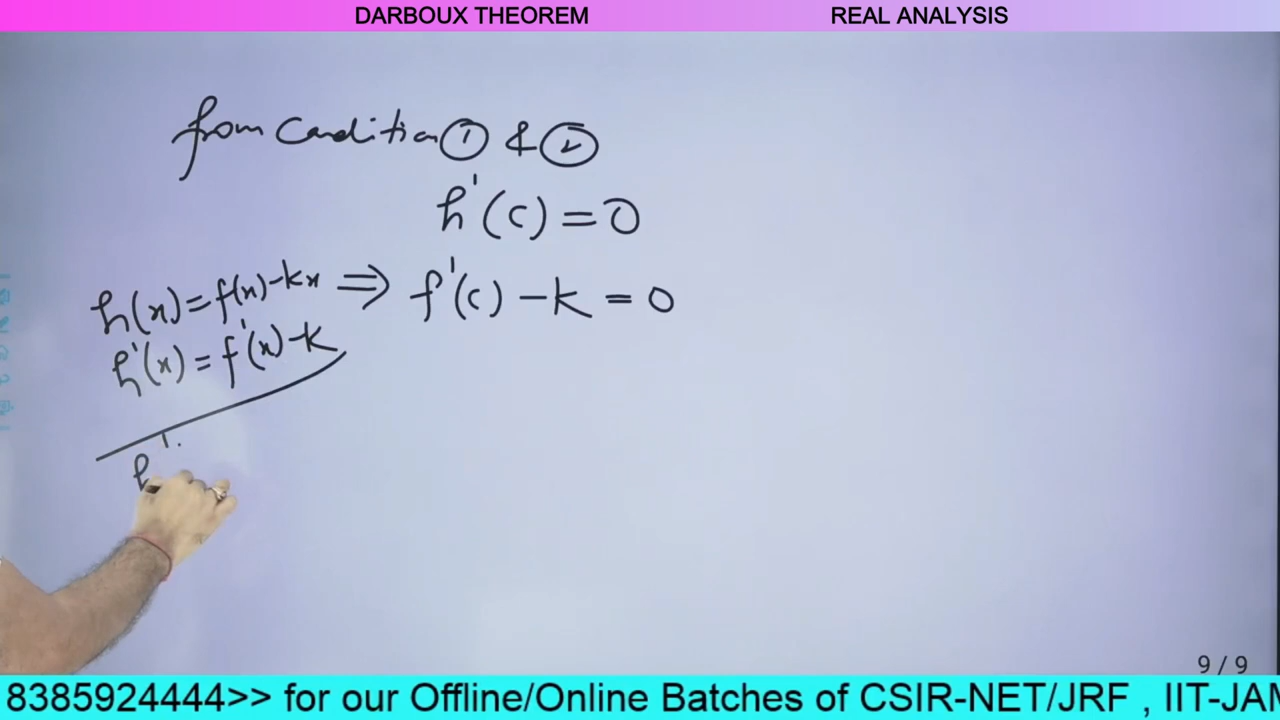 DARBOUX THEOREM
REAL ANALYSIS
from Condition ① & ②
h'(c) = 0
h(x) = f(x) - kx ⇒ f'(c) - k = 0
h'(x) = f'(x) - k
9 / 9
8385924444>> for our Offline/Online Batches of CSIR-NET/JRF , IIT-JAM